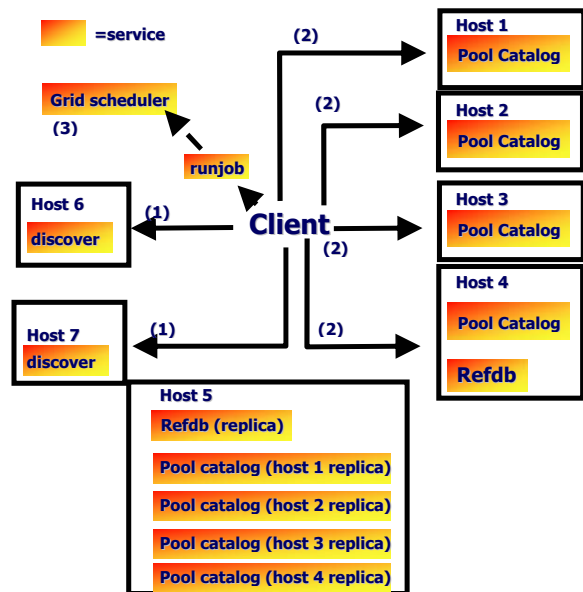 =service
Grid scheduler
(3)
runjob
Host 6
discover
(1)
Client
(2)
Host 1
Pool Catalog
Host 2
Pool Catalog
Host 3
Pool Catalog
(2)
Host 4
Pool Catalog
Refdb
(2)
Host 7
discover
(1)
Host 5
Refdb (replica)
Pool catalog (host 1 replica)
Pool catalog (host 2 replica)
Pool catalog (host 3 replica)
Pool catalog (host 4 replica)